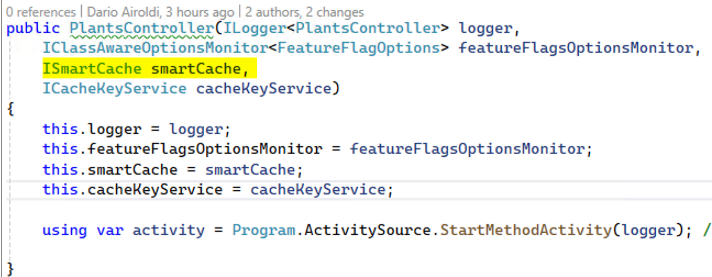 0 references | Dario Airoldi, 3 hours ago | 2 authors, 2 changes
public PlantsController(ILogger<PlantsController> logger,
IClassAwareOptionsMonitor<FeatureFlagOptions> featureFlagsOptionsMonitor,
ISmartCache smartCache,
ICacheKeyService cacheKeyService)
{
this.logger = logger;
this.featureFlagsOptionsMonitor = featureFlagsOptionsMonitor;
this.smartCache = smartCache;
this.cacheKeyService = cacheKeyService;
using var activity = Program.ActivitySource.StartMethodActivity(logger); /
}